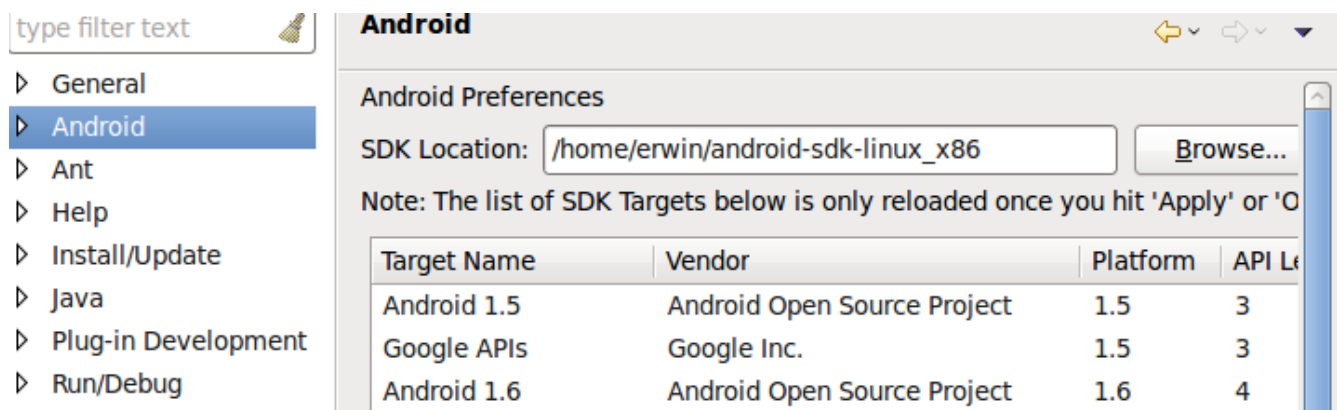 type filter text
General
Android
Ant
Help
Install/Update
Java
Plug-in Development
Run/Debug
Android
Android Preferences
SDK Location: /home/erwin/android-sdk-linux_x86 Browse...
Note: The list of SDK Targets below is only reloaded once you hit 'Apply' or 'O
Target Name Vendor Platform API Le
Android 1.5 Android Open Source Project 1.5 3
Google APIs Google Inc. 1.5 3
Android 1.6 Android Open Source Project 1.6 4